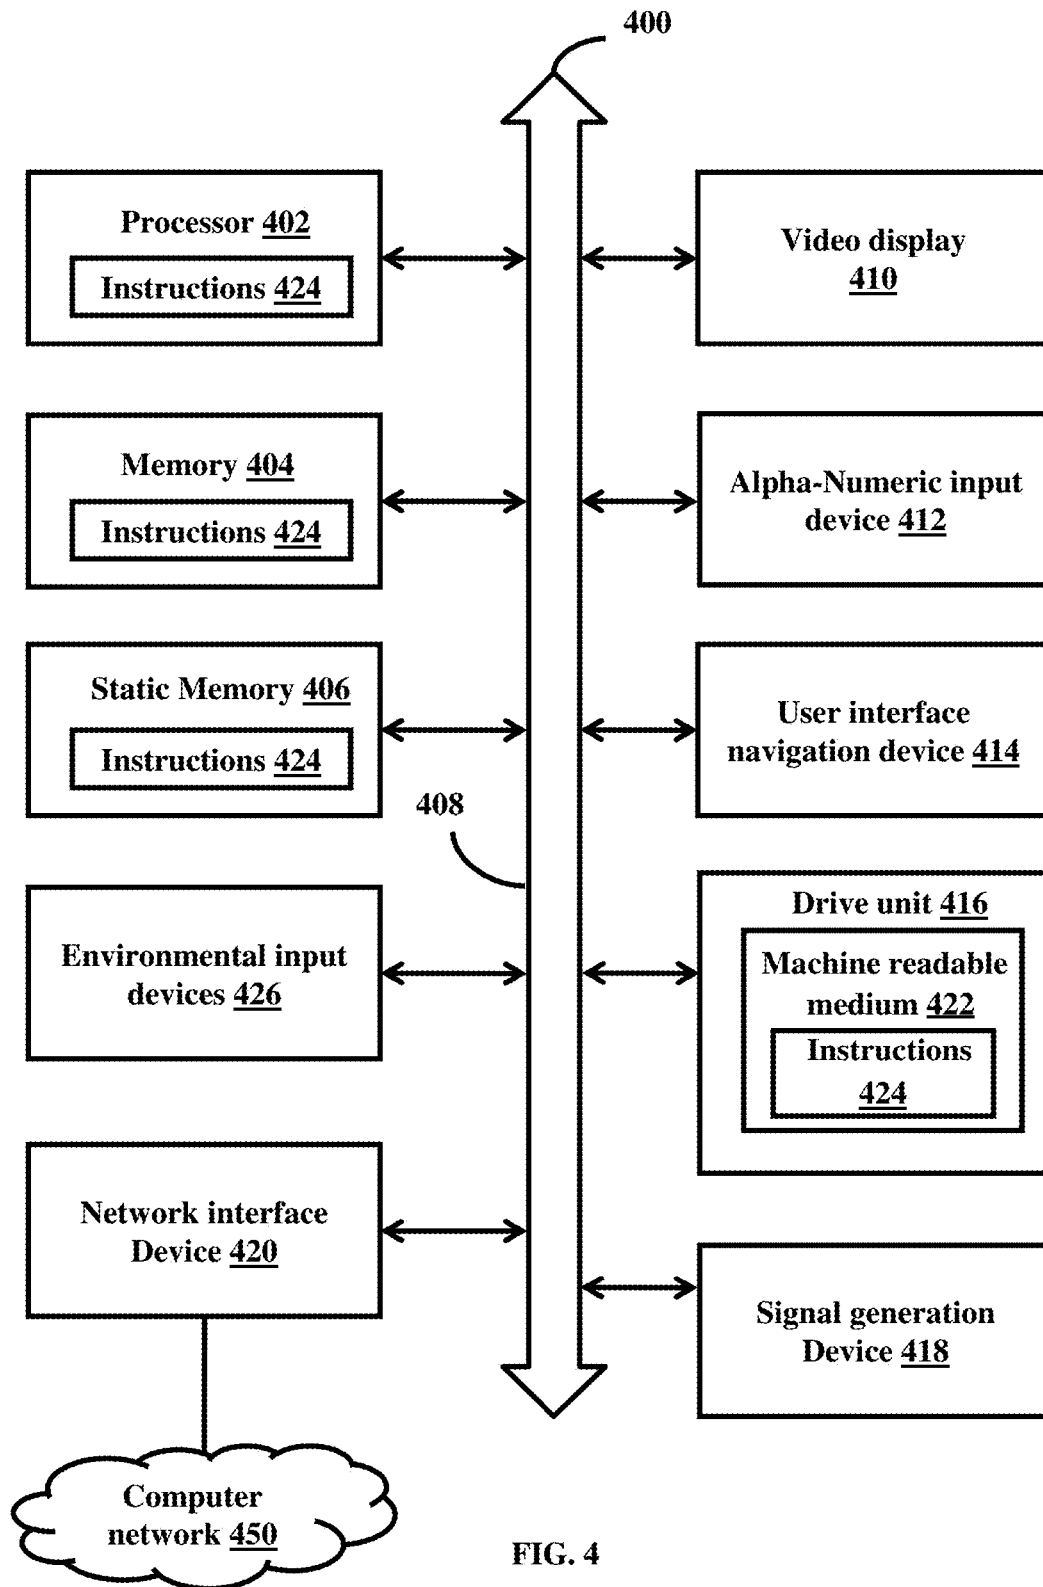 400
Processor 402
Instructions 424
Video display
410
Memory 404
Instructions 424
Alpha-Numeric input
device 412
Static Memory 406
Instructions 424
User interface
navigation device 414
408
Environmental input
devices 426
Drive unit 416
Machine readable
medium 422
Instructions
424
Network interface
Device 420
Signal generation
Device 418
Computer
network 450
FIG. 4